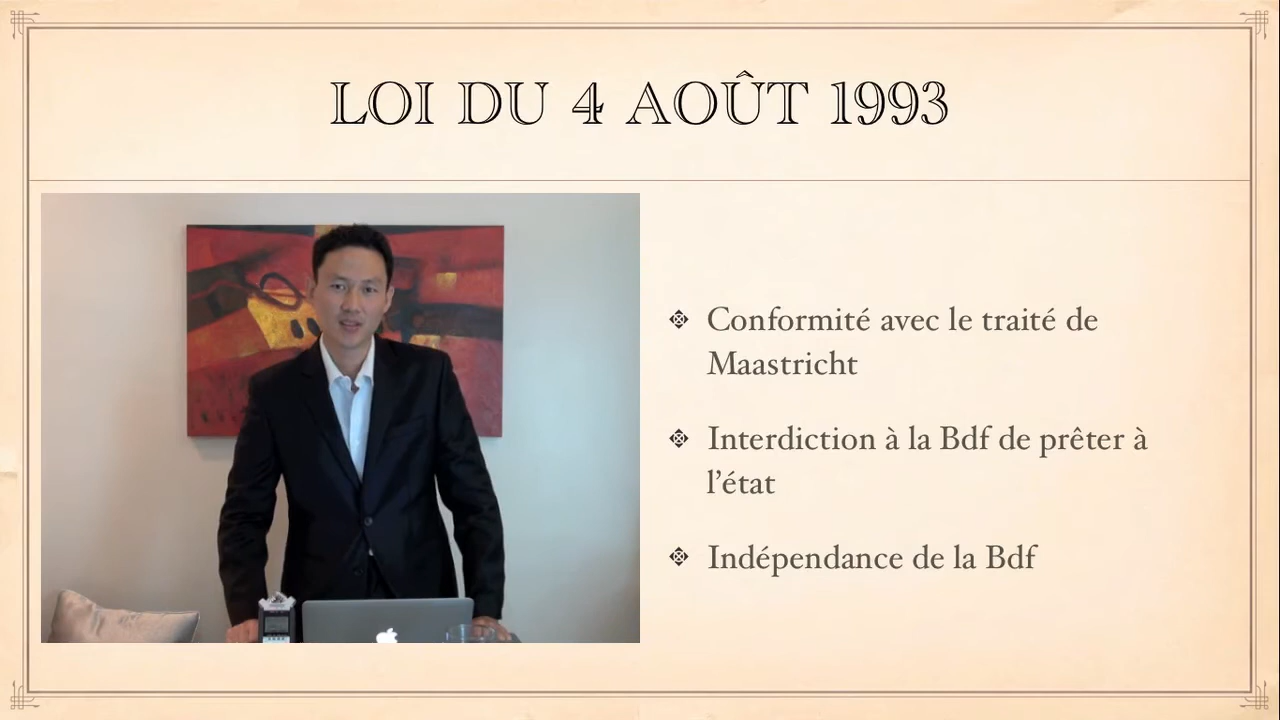 LOI DU 4 AOÛT 1993
Conformité avec le traité de
Maastricht
Interdiction à la Bdf de prêter à
l’état
Indépendance de la Bdf